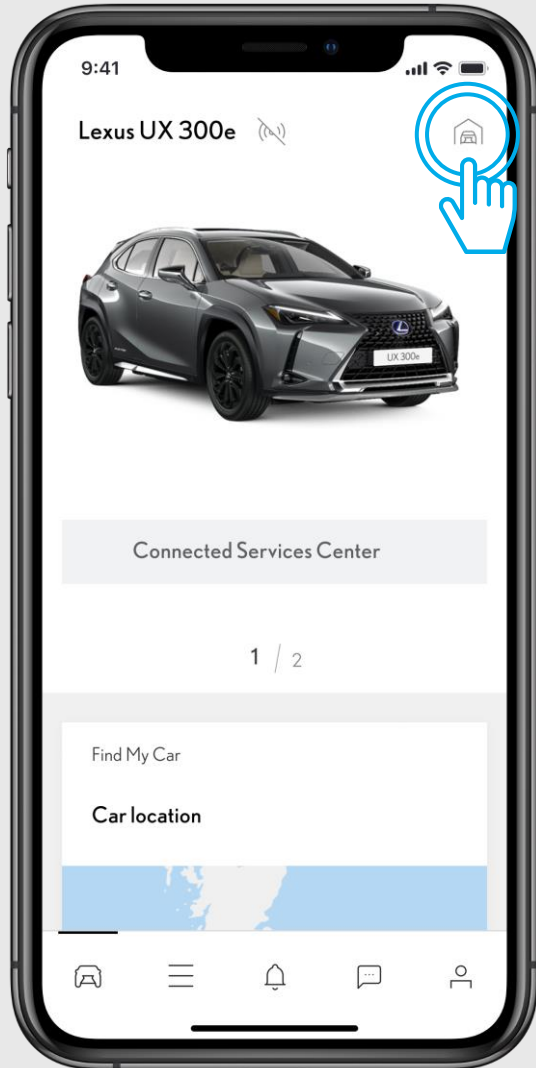 9:41
Lexus UX 300e
UX 300e
Connected Services Center
1 / 2
Find My Car
Car location